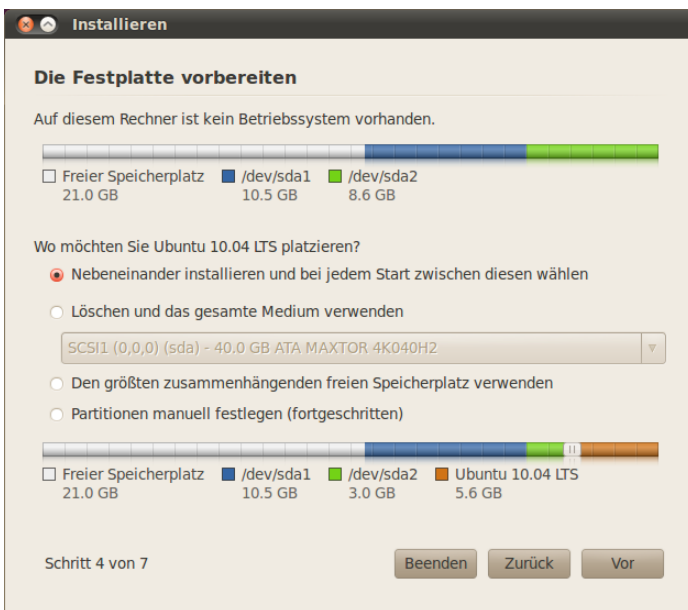 Installieren
Die Festplatte vorbereiten
Auf diesem Rechner ist kein Betriebssystem vorhanden.
Freier Speicherplatz /dev/sda1 /dev/sda2
21.0 GB 10.5 GB 8.6 GB
Wo möchten Sie Ubuntu 10.04 LTS platzieren?
Nebeneinander installieren und bei jedem Start zwischen diesen wählen
Löschen und das gesamte Medium verwenden
SCSI1 (0,0,0) (sda) - 40.0 GB ATA MAXTOR 4K040H2
Den größten zusammenhängenden freien Speicherplatz verwenden
Partitionen manuell festlegen (fortgeschritten)
Freier Speicherplatz /dev/sda1 /dev/sda2 Ubuntu 10.04 LTS
21.0 GB 10.5 GB 3.0 GB 5.6 GB
Schritt 4 von 7 Beenden Zurück Vor